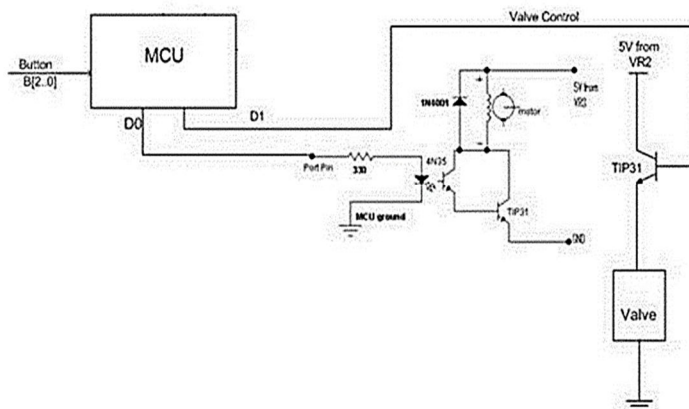 Valve Control
MCU
5V from
VR2
Button
B[2..0]
D0
D1
1N4001
motor
5V from
VR3
4N35
Port Pin
330
TIP31
TIP31
MCU ground
GND
Valve